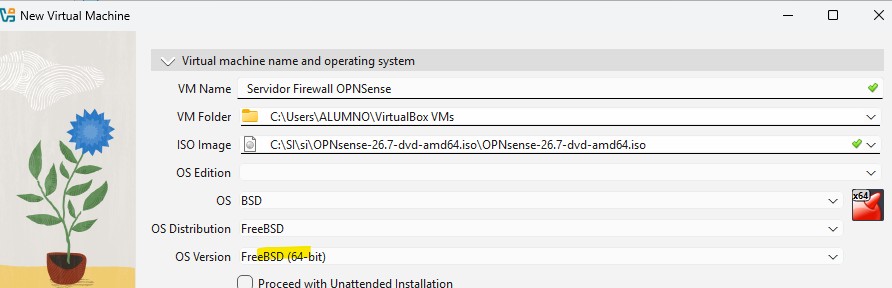 New Virtual Machine
Virtual machine name and operating system
VM Name Servidor Firewall OPNSense
VM Folder C:\Users\ALUMNO\VirtualBox VMs
ISO Image C:\SI\si\OPNsense-26.7-dvd-amd64.iso\OPNsense-26.7-dvd-amd64.iso
OS Edition
OS BSD
x64
OS Distribution FreeBSD
OS Version FreeBSD (64-bit)
Proceed with Unattended Installation